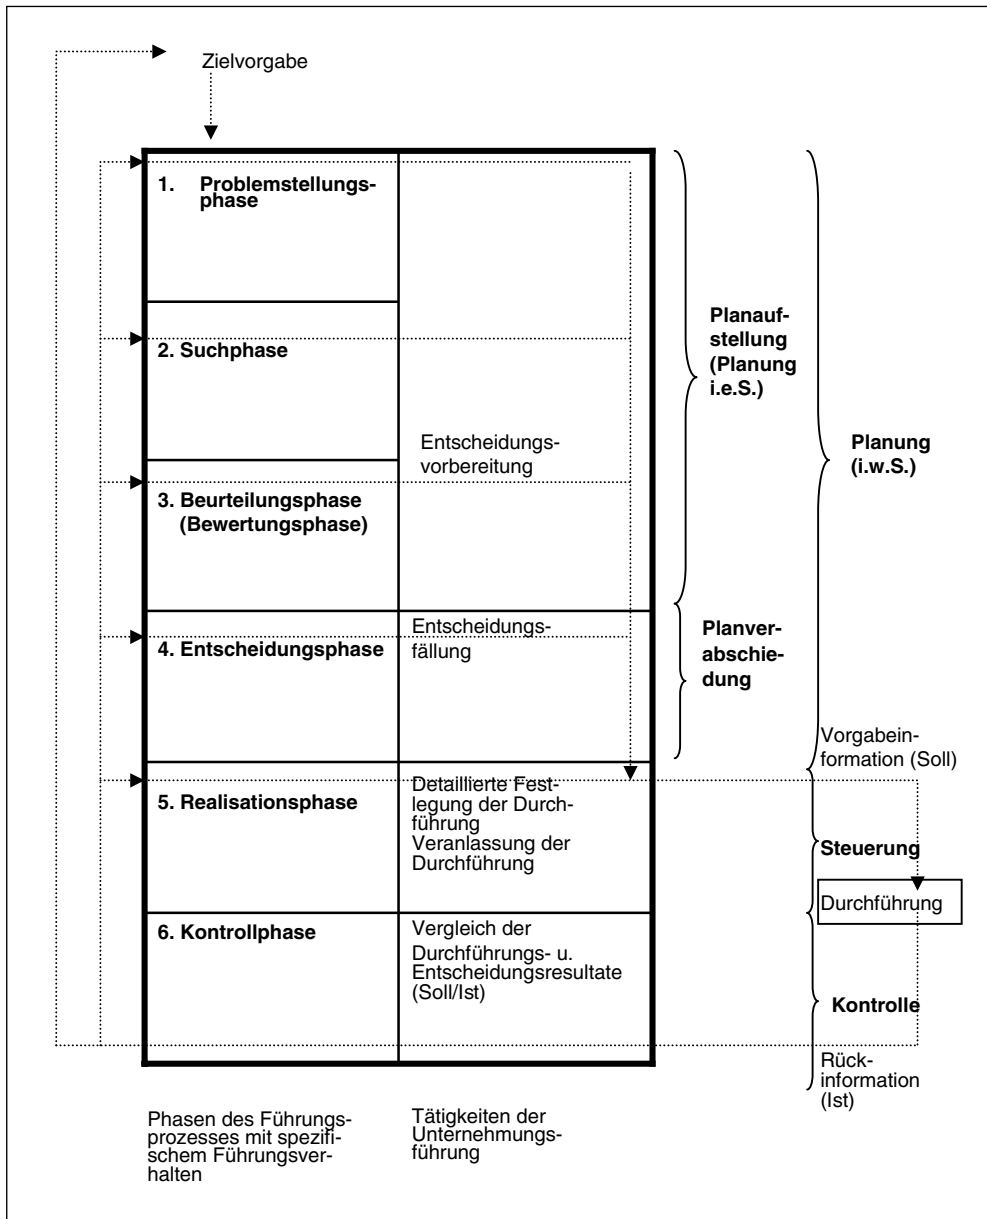 Zielvorgabe
1. Problemstellungs-
phase
2. Suchphase
Entscheidungs-
vorbereitung
3. Beurteilungsphase
(Bewertungsphase)
Entscheidungs-
fällung
4. Entscheidungsphase
Detaillierte Fest-
legung der Durch-
führung
Veranlassung der
Durchführung
5. Realisationsphase
6. Kontrollphase
Vergleich der
Durchführungs- u.
Entscheidungsresultate
(Soll/Ist)
Planauf-
stellung
(Planung
i.e.S.)
Planver-
abschie-
dung
Planung
(i.w.S.)
Vorgabein-
formation (Soll)
Steuerung
Durchführung
Kontrolle
Rück-
information
(Ist)
Phasen des Führungs-
prozesses mit spezifi-
schem Führungsver-
halten
Tätigkeiten der
Unternehmungs-
führung